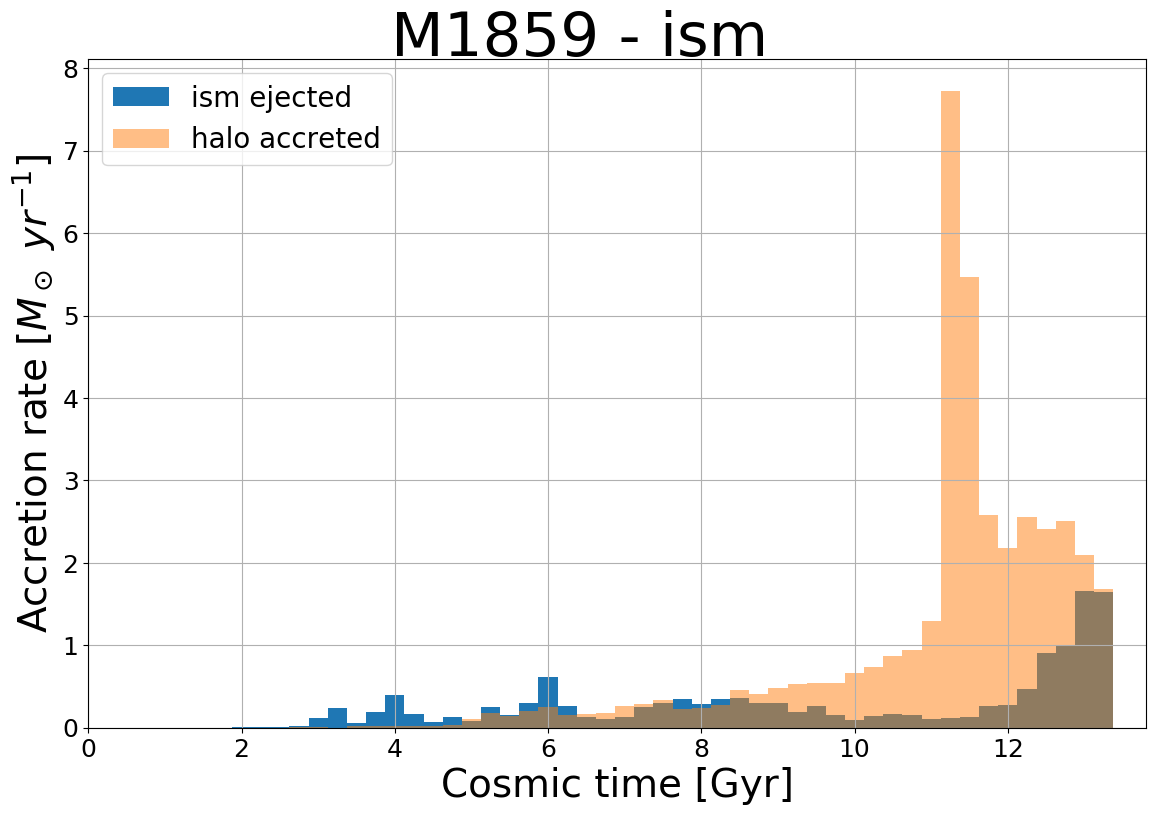 M1859 - ism
ism ejected
halo accreted
Accretion rate [M⊙ yr⁻¹]
8
7
6
5
4
3
2
1
0
0 2 4 6 8 10 12
Cosmic time [Gyr]